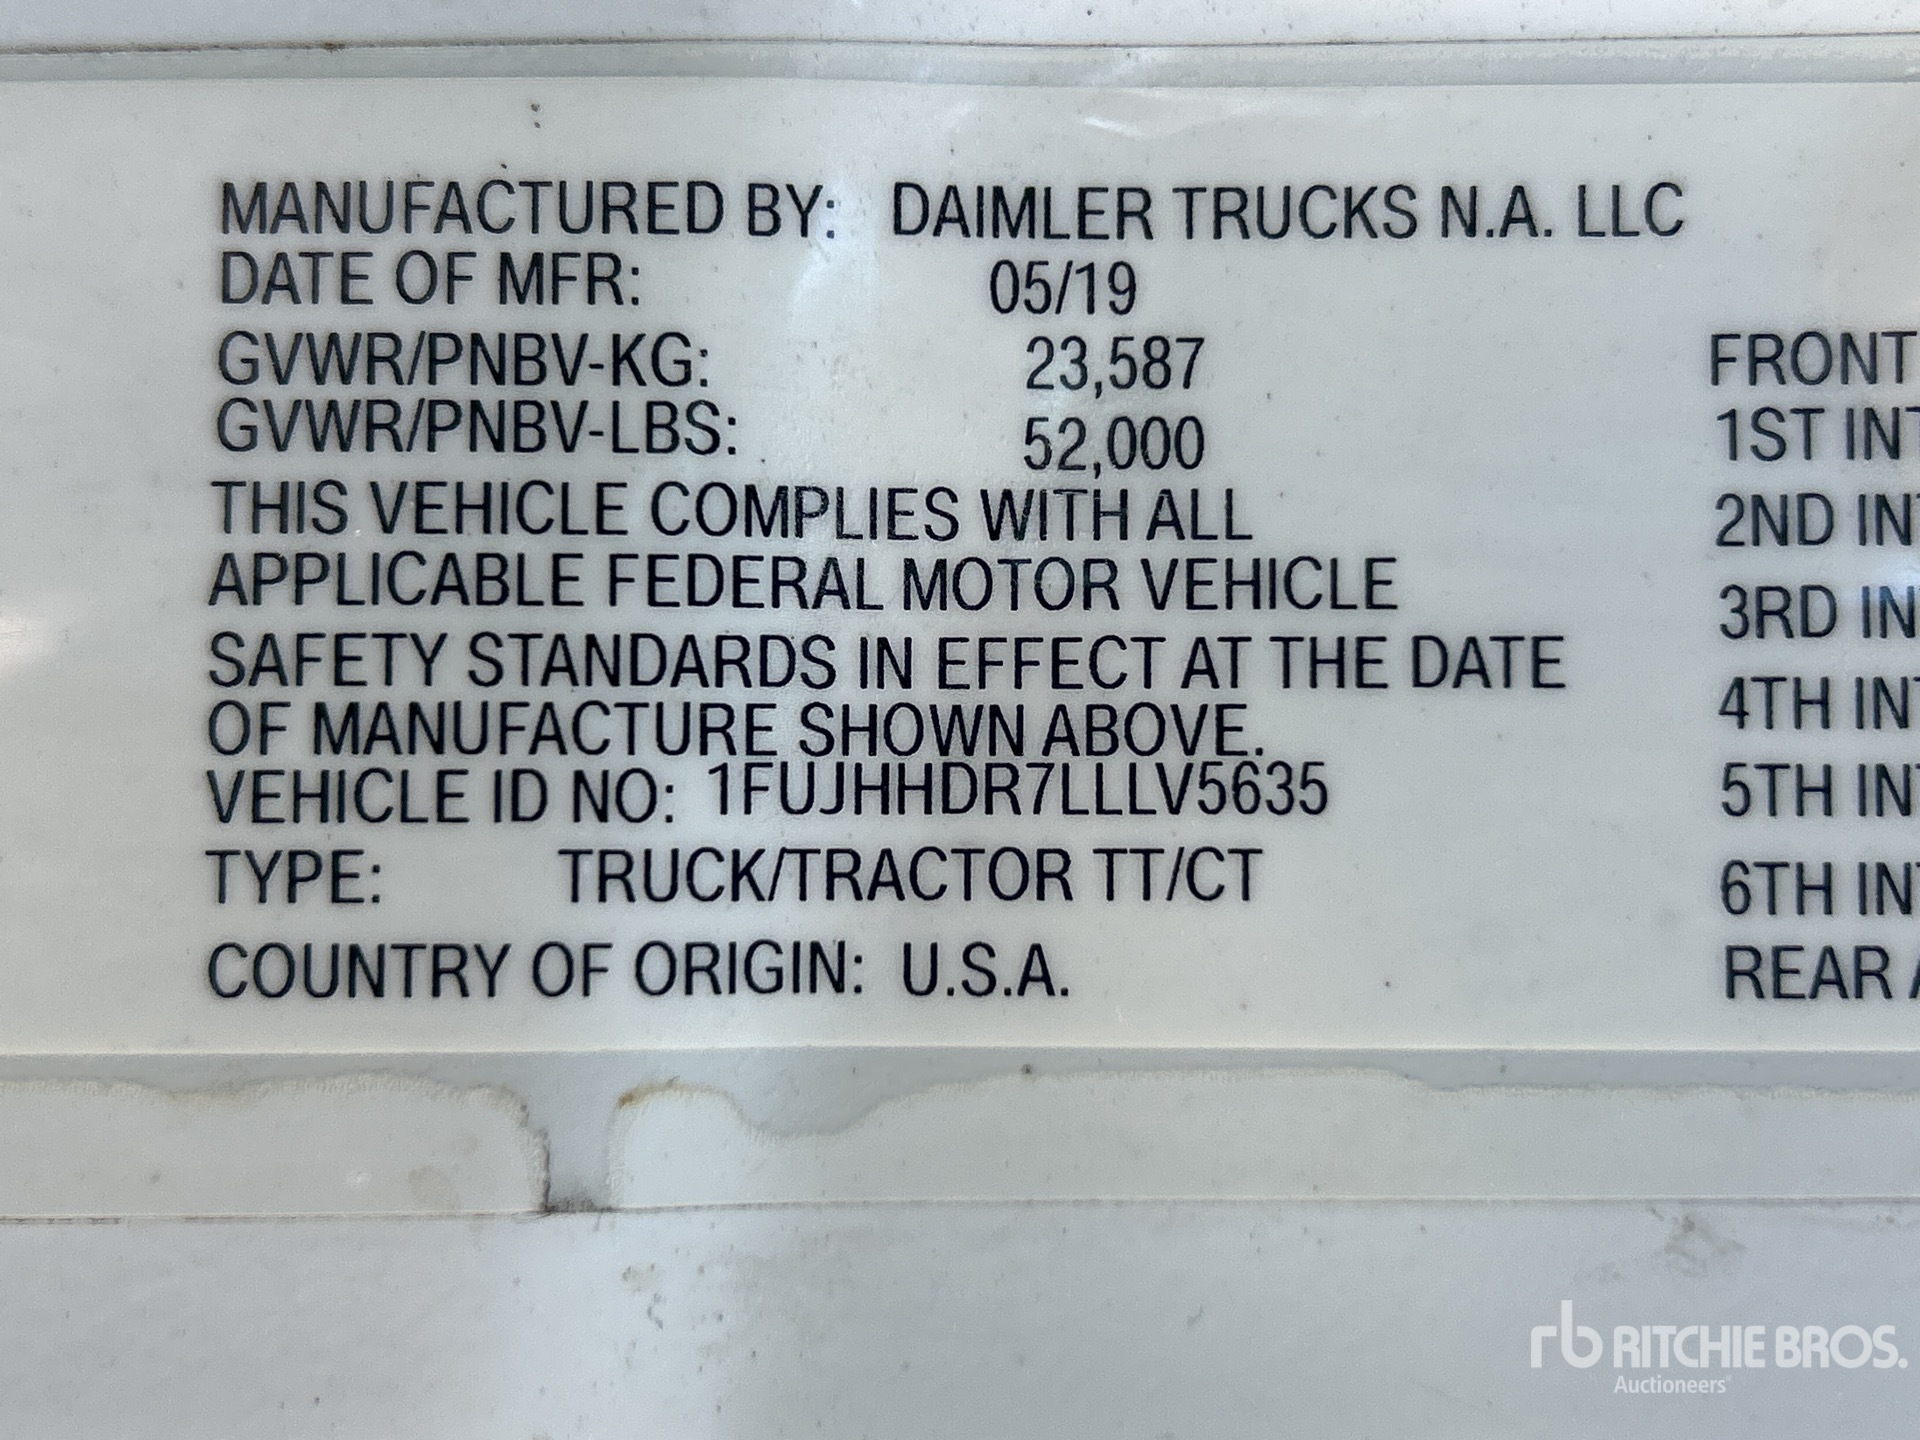 MANUFACTURED BY: DAIMLER TRUCKS N.A. LLC
DATE OF MFR: 05/19
GVWR/PNBV-KG: 23,587
GVWR/PNBV-LBS: 52,000
THIS VEHICLE COMPLIES WITH ALL
APPLICABLE FEDERAL MOTOR VEHICLE
SAFETY STANDARDS IN EFFECT AT THE DATE
OF MANUFACTURE SHOWN ABOVE.
VEHICLE ID NO: 1FUJHHDR7LLLV5635
TYPE: TRUCK/TRACTOR TT/CT
COUNTRY OF ORIGIN: U.S.A.
FRONT
1ST INT
2ND INT
3RD INT
4TH INT
5TH INT
6TH INT
REAR A
rb RITCHIE BROS.
Auctioneers